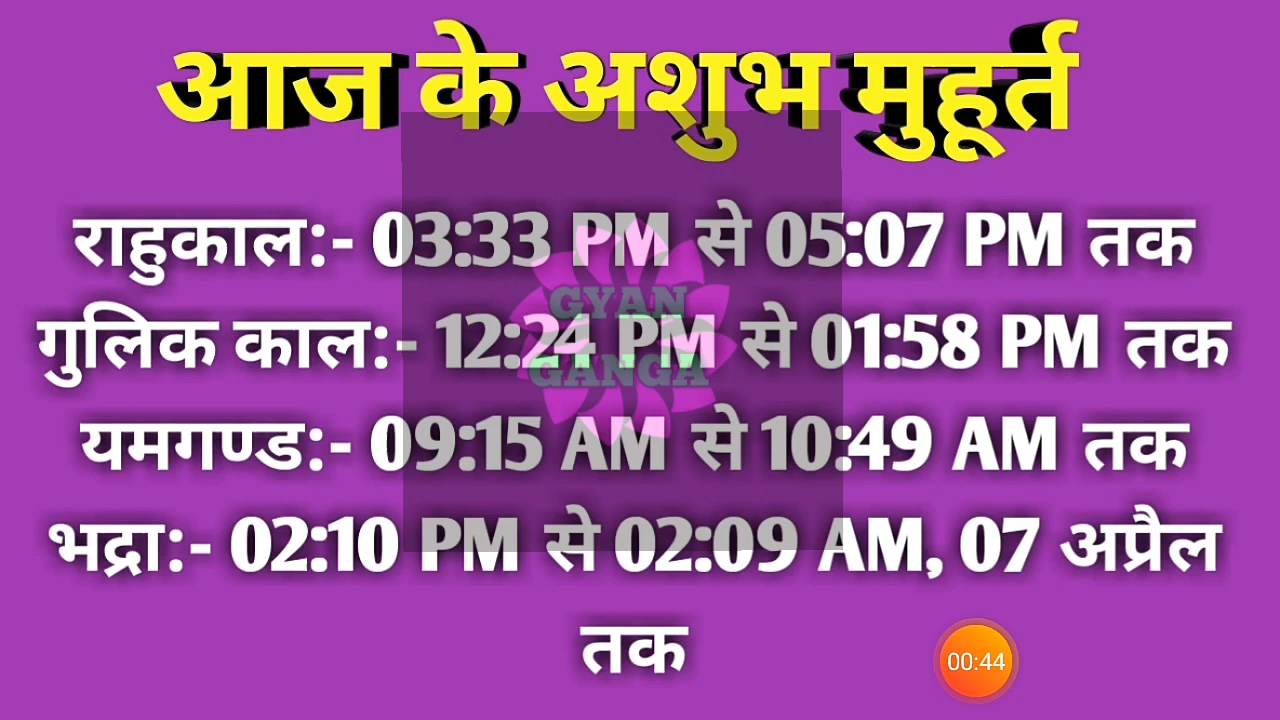 आज के अशुभ मुहूर्त
राहुकाल:- 03:33 PM से 05:07 PM तक
गुलिक काल:- 12:24 PM से 01:58 PM तक
GYAN
GANGA
यमगण्ड:- 09:15 AM से 10:49 AM तक
भद्रा:- 02:10 PM से 02:09 AM, 07 अप्रैल
तक
00:44